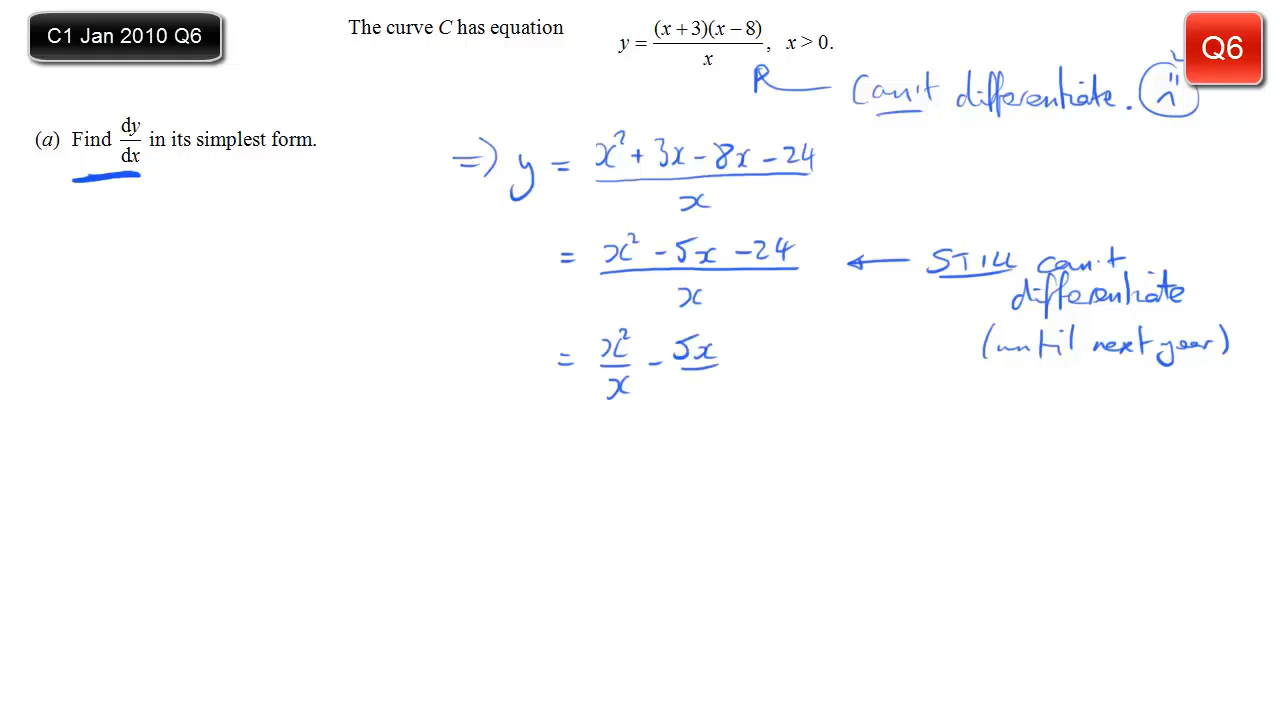 C1 Jan 2010 Q6
The curve C has equation y = (x + 3)(x − 8) / x , x > 0.
Q6
Can't differentiate.
(a) Find dy/dx in its simplest form.
=> y = x² + 3x - 8x - 24 / x
= x² - 5x - 24 / x ← STILL can't
differentiate
(until next year)
= x²/x - 5x